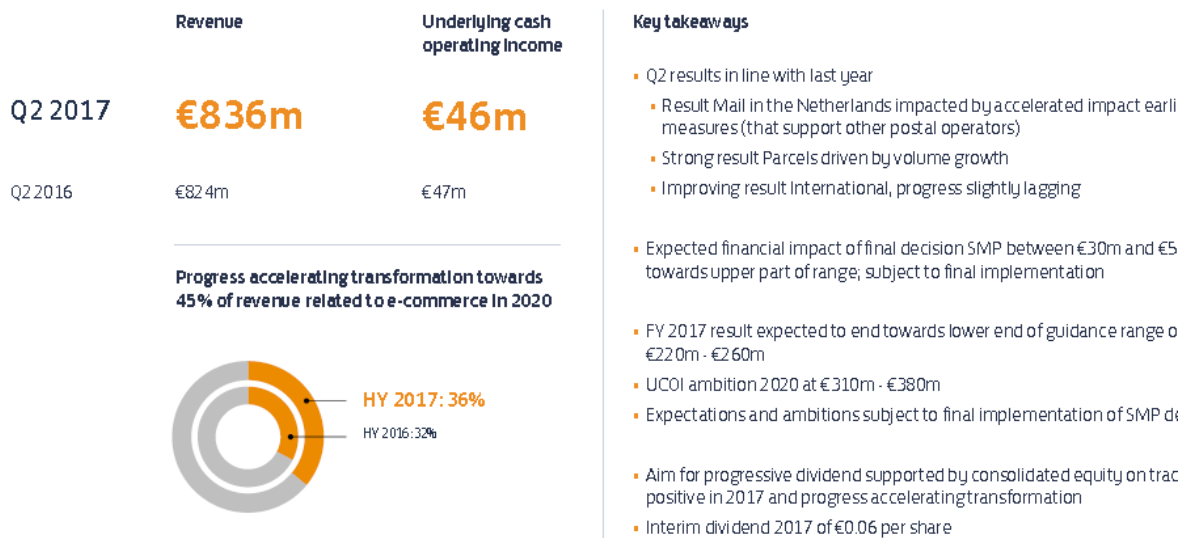 Revenue
Underlying cash
operating income
Q2 2017
€836m
€46m
Q2 2016
€824m
€47m
Progress accelerating transformation towards
45% of revenue related to e-commerce in 2020
HY 2017: 36%
HY 2016: 32%
Key takeaways
▪ Q2 results in line with last year
▪ Result Mail in the Netherlands impacted by accelerated impact earli
measures (that support other postal operators)
▪ Strong result Parcels driven by volume growth
▪ Improving result International, progress slightly lagging
▪ Expected financial impact of final decision SMP between €30m and €5
towards upper part of range; subject to final implementation
▪ FY 2017 result expected to end towards lower end of guidance range o
€220m - €260m
▪ UCOI ambition 2020 at €310m - €380m
▪ Expectations and ambitions subject to final implementation of SMP de
▪ Aim for progressive dividend supported by consolidated equity on trac
positive in 2017 and progress accelerating transformation
▪ Interim dividend 2017 of €0.06 per share